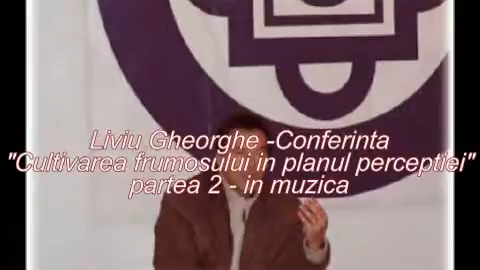 Liviu Gheorghe -Conferinta
"Cultivarea frumosului in planul perceptiei"
partea 2 - in muzica